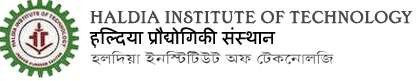 HALDIA INSTITUTE OF TECHNOLOGY
हल्दिया प्रौद्योगिकी संस्थान
হলদিয়া ইনস্টিটিউট অফ টেকনোলজি